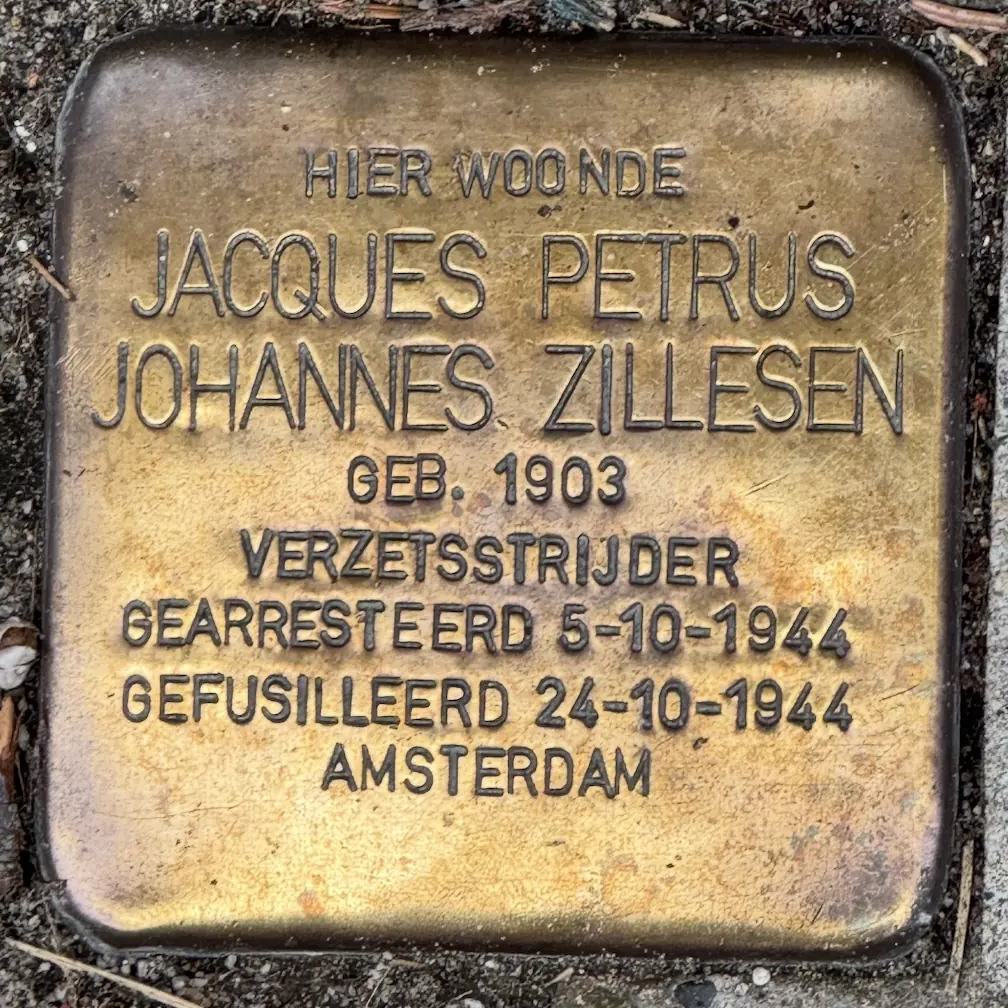 HIER WOONDE
JACQUES PETRUS
JOHANNES ZILLESEN
GEB. 1903
VERZETSSTRIJDER
GEARRESTEERD 5-10-1944
GEFUSILLEERD 24-10-1944
AMSTERDAM